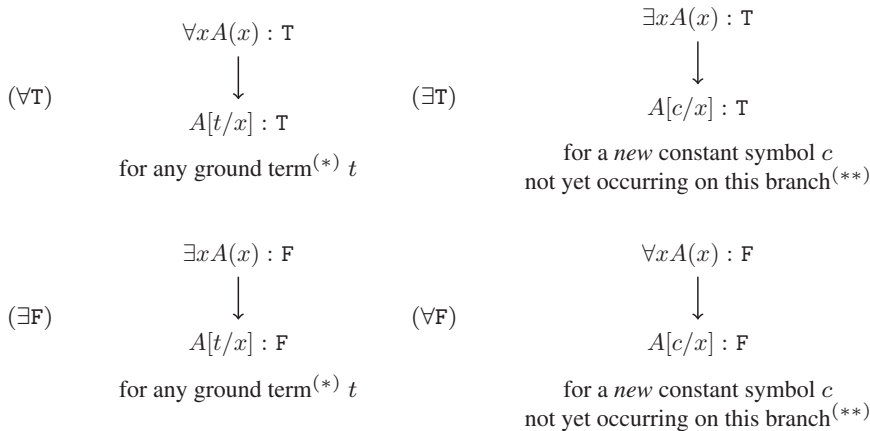 ∀xA(x) : T
(∀T)
A[t/x] : T
for any ground term(*) t
∃xA(x) : T
(∃T)
A[c/x] : T
for a new constant symbol c
not yet occurring on this branch(**)
∃xA(x) : F
(∃F)
A[t/x] : F
for any ground term(*) t
∀xA(x) : F
(∀F)
A[c/x] : F
for a new constant symbol c
not yet occurring on this branch(**)